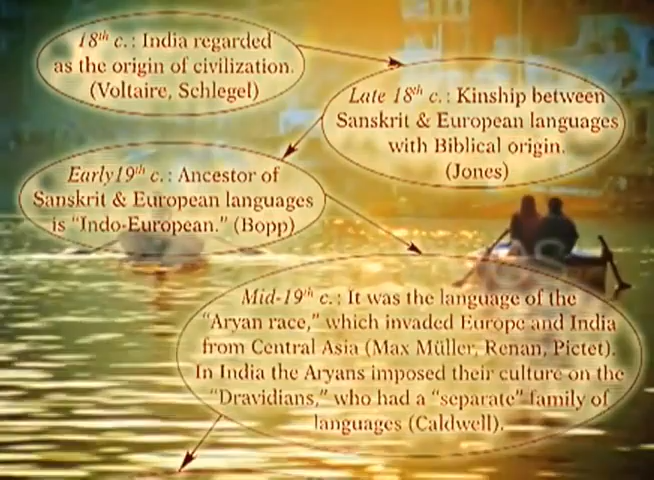 18th c.: India regarded
as the origin of civilization.
(Voltaire, Schlegel)
Late 18th c.: Kinship between
Sanskrit & European languages
with Biblical origin.
(Jones)
Early19th c.: Ancestor of
Sanskrit & European languages
is “Indo-European.” (Bopp)
Mid-19th c.: It was the language of the
“Aryan race,” which invaded Europe and India
from Central Asia (Max Müller, Renan, Pictet).
In India the Aryans imposed their culture on the
“Dravidians,” who had a “separate” family of
languages (Caldwell).